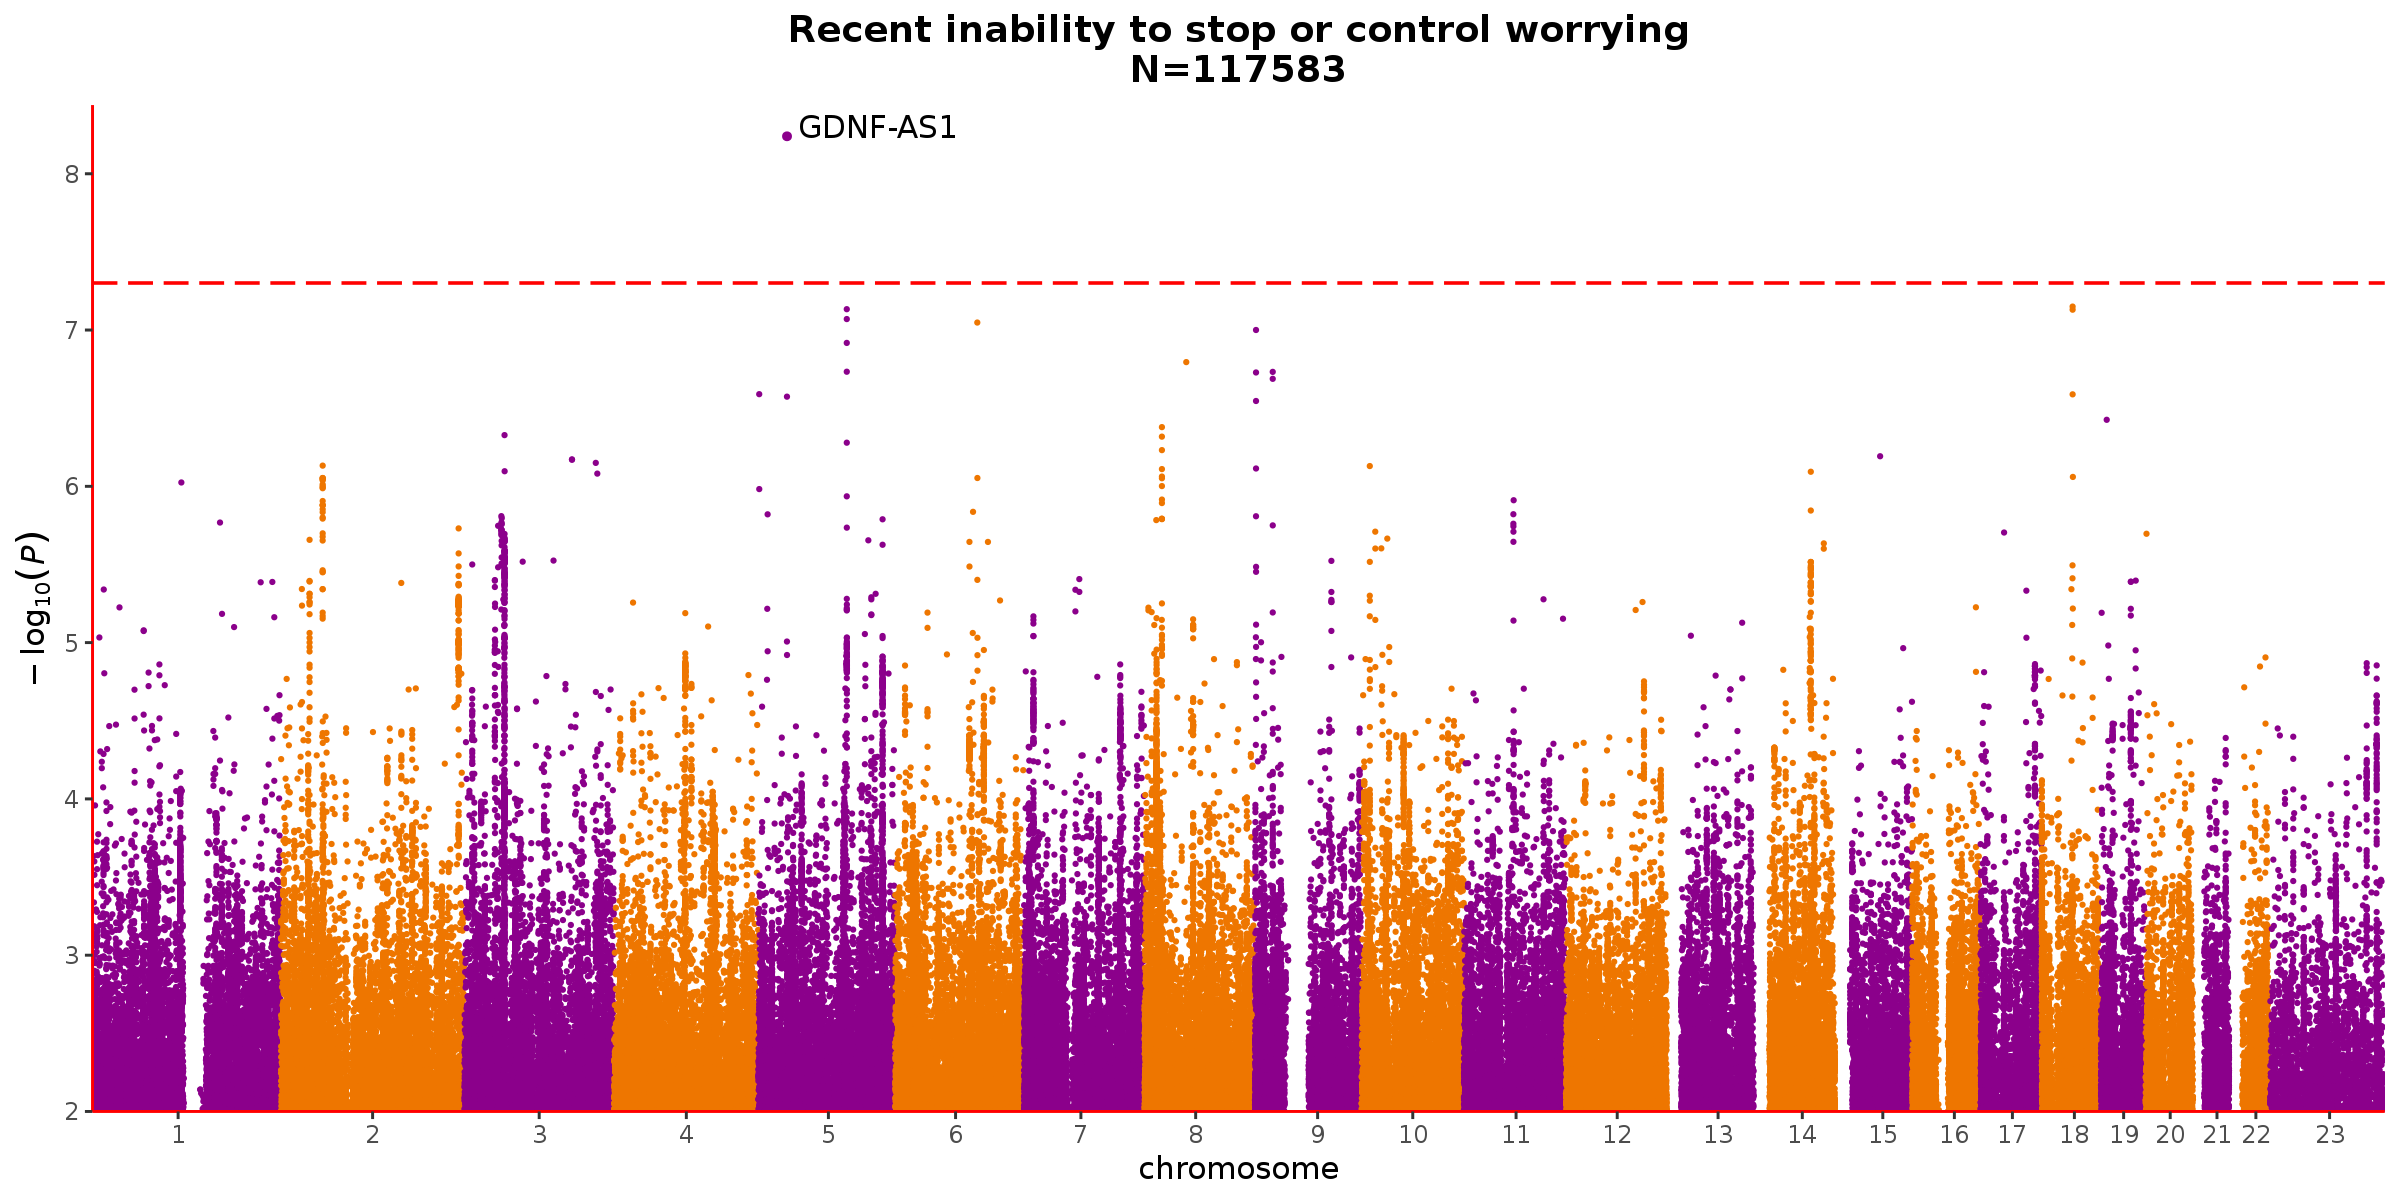 Recent inability to stop or control worrying
N=117583
GDNF-AS1
8
7
6
5
4
3
2
−log10(P)
1 2 3 4 5 6 7 8 9 10 11 12 13 14 15 16 17 18 19 20 21 22 23
chromosome